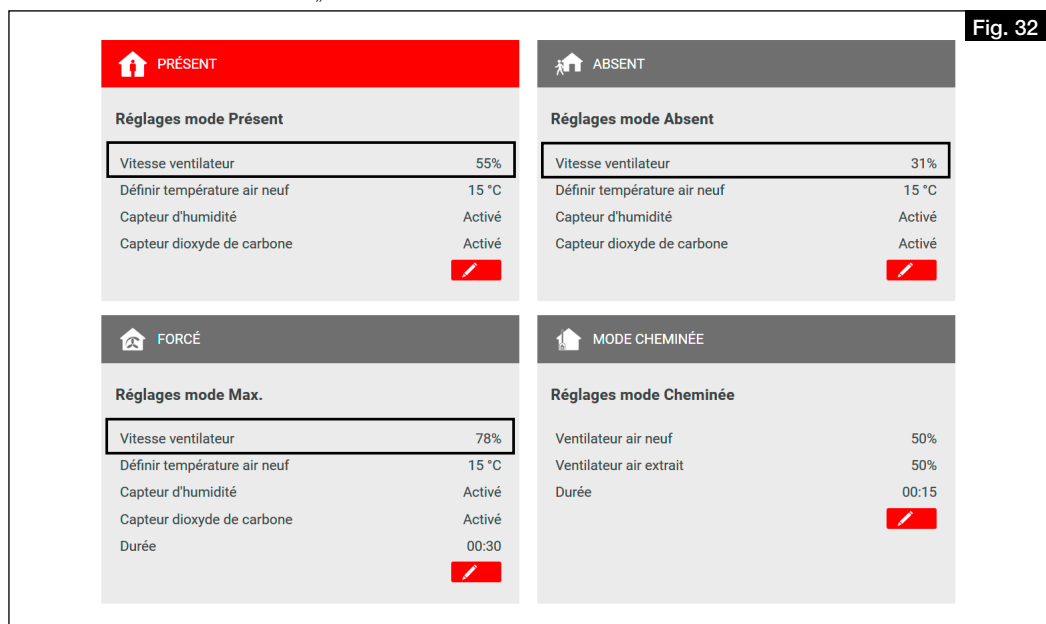 Fig. 32
PRÉSENT
Réglages mode Présent
Vitesse ventilateur 55%
Définir température air neuf 15 °C
Capteur d'humidité Activé
Capteur dioxyde de carbone Activé
ABSENT
Réglages mode Absent
Vitesse ventilateur 31%
Définir température air neuf 15 °C
Capteur d'humidité Activé
Capteur dioxyde de carbone Activé
FORCÉ
Réglages mode Max.
Vitesse ventilateur 78%
Définir température air neuf 15 °C
Capteur d'humidité Activé
Capteur dioxyde de carbone Activé
Durée 00:30
MODE CHEMINÉE
Réglages mode Cheminée
Ventilateur air neuf 50%
Ventilateur air extrait 50%
Durée 00:15